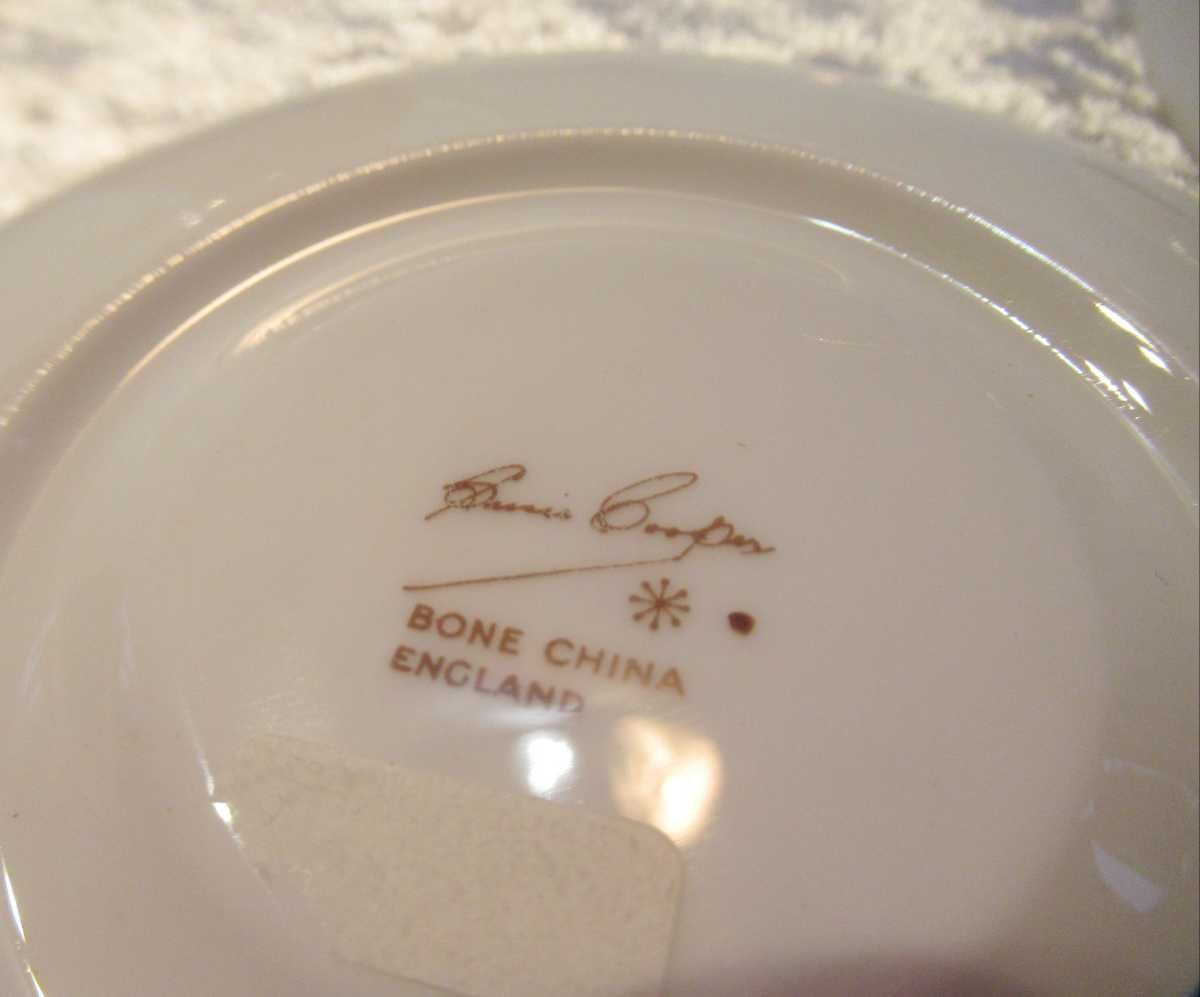 Susie Cooper
BONE CHINA
ENGLAND